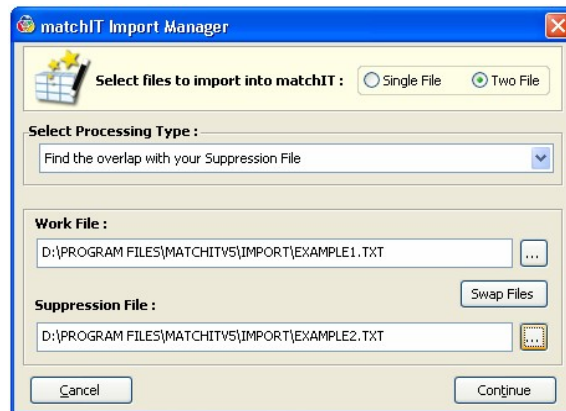 matchIT Import Manager
Select files to import into matchIT : Single File Two File
Select Processing Type :
Find the overlap with your Suppression File
Work File :
D:\PROGRAM FILES\MATCHITV5\IMPORT\EXAMPLE1.TXT ...
Swap Files
Suppression File :
D:\PROGRAM FILES\MATCHITV5\IMPORT\EXAMPLE2.TXT ...
Cancel Continue